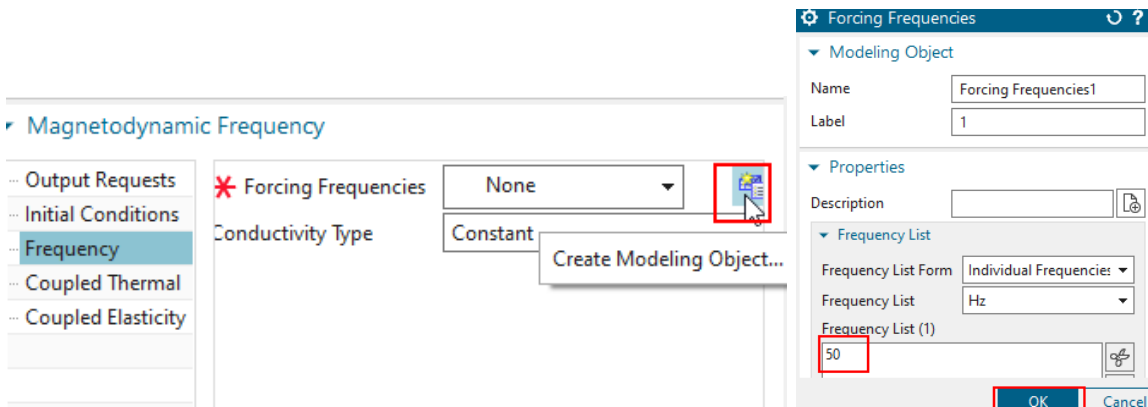 Magnetodynamic Frequency
Output Requests
Initial Conditions
Frequency
Coupled Thermal
Coupled Elasticity
Forcing Frequencies
None
Conductivity Type
Constant
Create Modeling Object...
Forcing Frequencies
Modeling Object
Name
Forcing Frequencies1
Label
1
Properties
Description
Frequency List
Frequency List Form
Individual Frequencies
Frequency List
Hz
Frequency List (1)
50
OK
Cancel